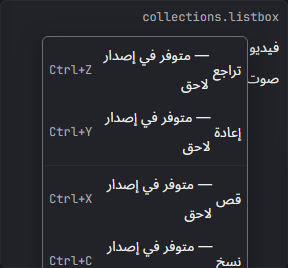 collections.listbox
فيديو
صوت
تراجع — متوفر في إصدار لاحق Ctrl+Z
إعادة — متوفر في إصدار لاحق Ctrl+Y
قص — متوفر في إصدار لاحق Ctrl+X
نسخ — متوفر في إصدار Ctrl+C